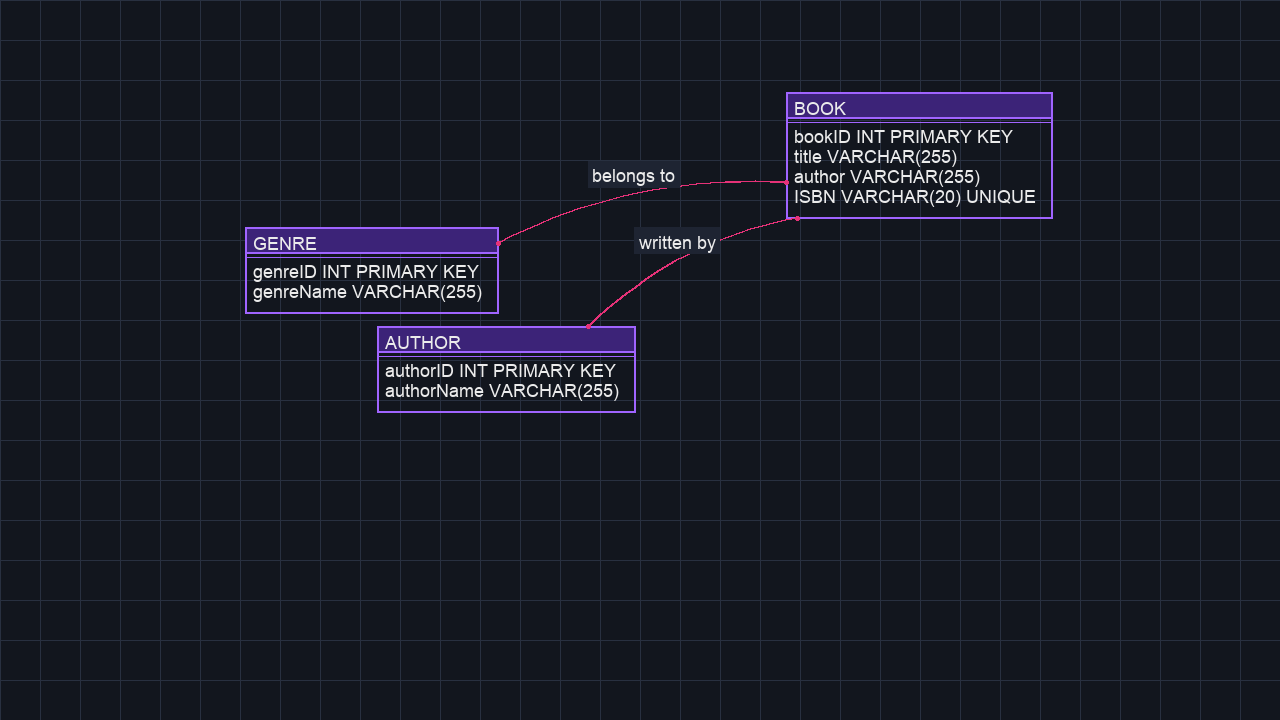 BOOK
bookID INT PRIMARY KEY
title VARCHAR(255)
author VARCHAR(255)
ISBN VARCHAR(20) UNIQUE
belongs to
written by
GENRE
genreID INT PRIMARY KEY
genreName VARCHAR(255)
AUTHOR
authorID INT PRIMARY KEY
authorName VARCHAR(255)